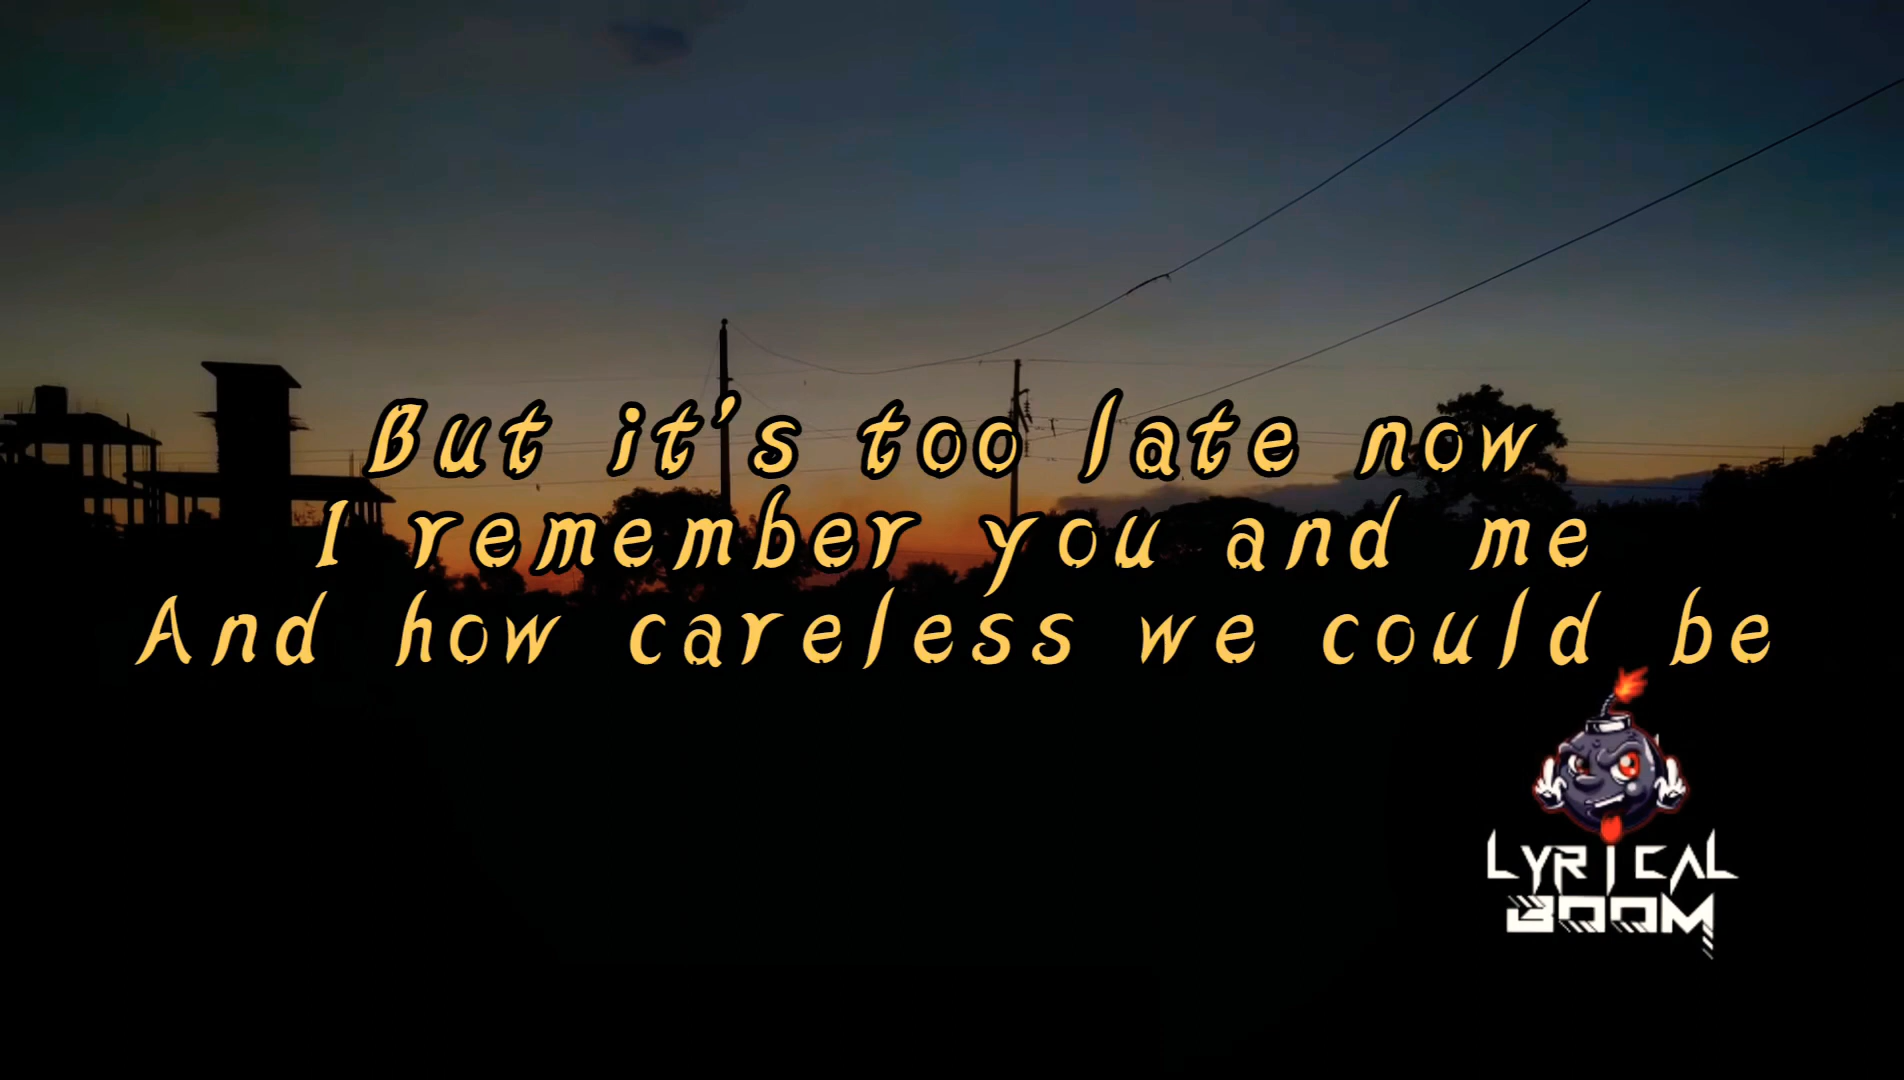 But it's too late now
I remember you and me
And how careless we could be
LYRICAL
BOOM